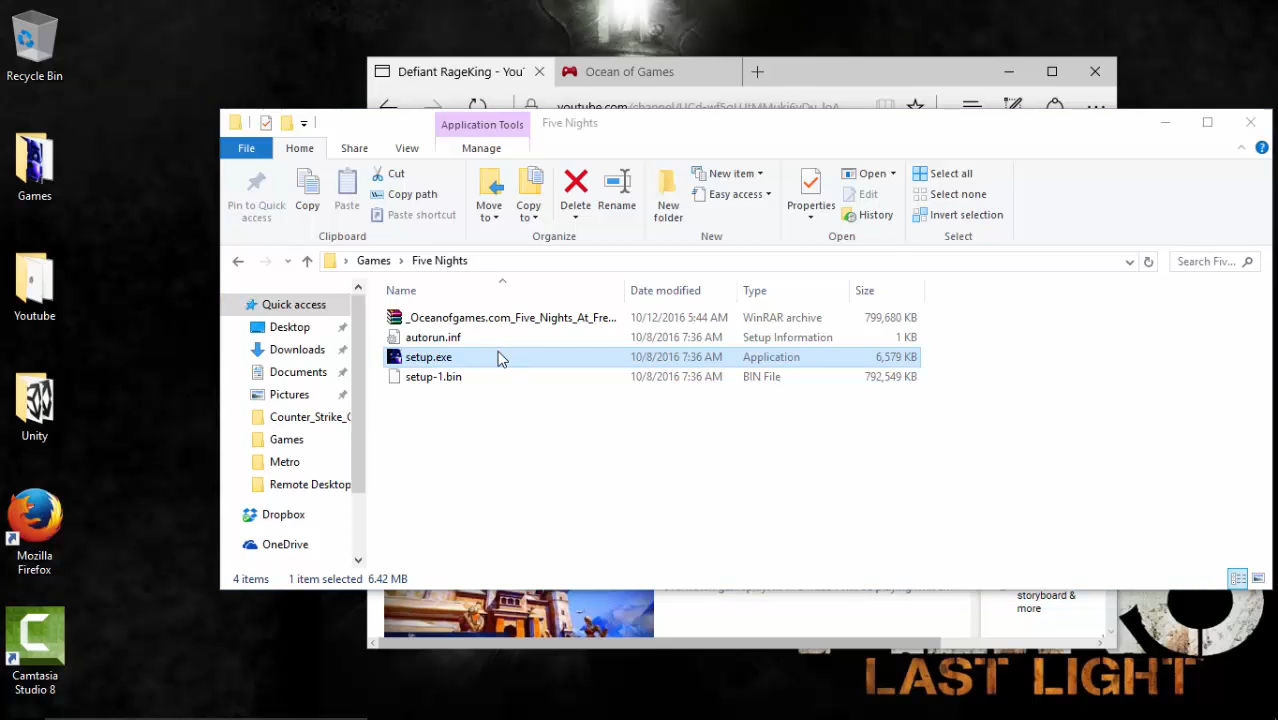 Recycle Bin
Games
Youtube
Unity
Mozilla
Firefox
Camtasia
Studio 8
Defiant RageKing - You
Ocean of Games
Application Tools
Five Nights
File
Home
Share
View
Manage
Pin to Quick
access
Copy
Paste
Cut
Copy path
Paste shortcut
Clipboard
Move
to
Copy
to
Delete
Rename
Organize
New
folder
New item
Easy access
New
Properties
Open
Edit
History
Open
Select all
Select none
Invert selection
Select
Games
Five Nights
Search Fiv...
Name
Date modified
Type
Size
_Oceanofgames.com_Five_Nights_At_Fre... 10/12/2016 5:44 AM WinRAR archive 799,680 KB
autorun.inf 10/8/2016 7:36 AM Setup Information 1 KB
setup.exe 10/8/2016 7:36 AM Application 6,579 KB
setup-1.bin 10/8/2016 7:36 AM BIN File 792,549 KB
Quick access
Desktop
Downloads
Documents
Pictures
Counter_Strike_
Games
Metro
Remote Desktop
Dropbox
OneDrive
4 items 1 item selected 6.42 MB
storyboard &
more
LAST LIGHT